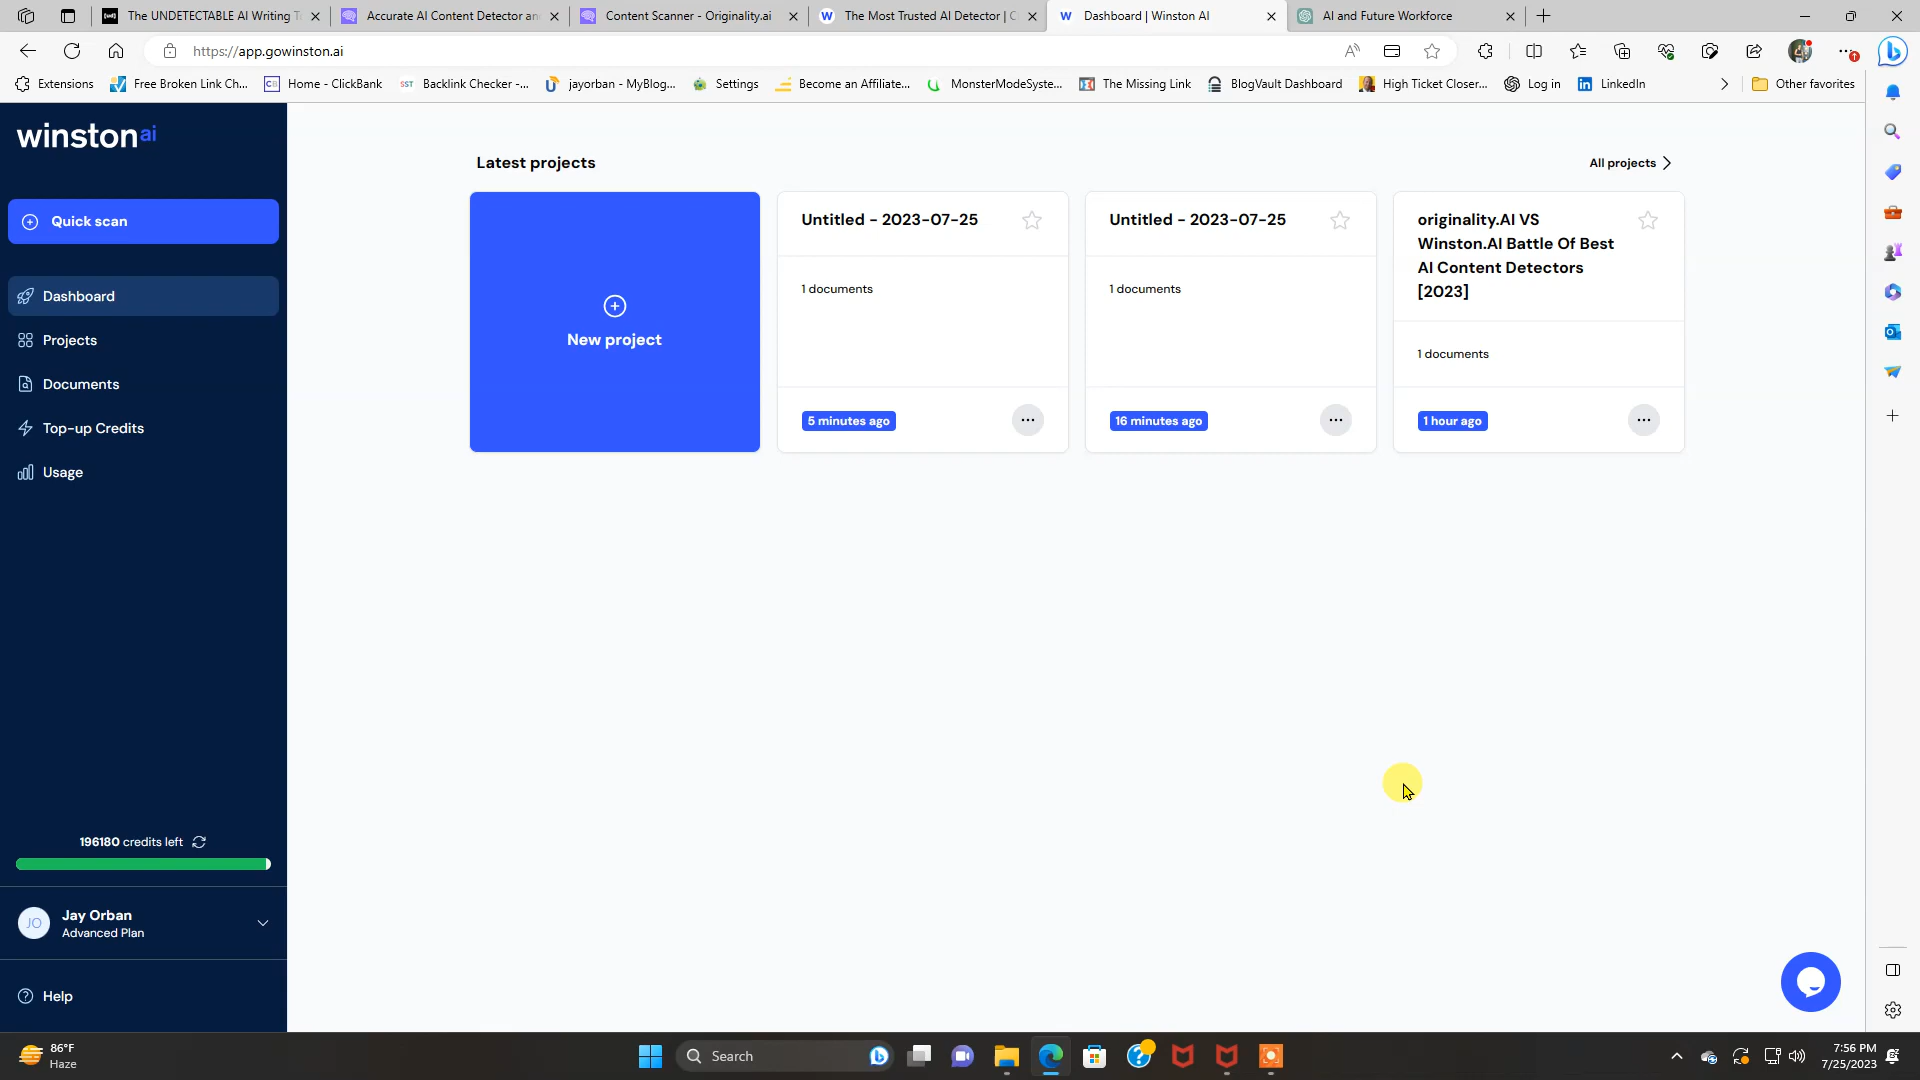 The UNDETECTABLE AI Writing T
Accurate AI Content Detector an
Content Scanner - Originality.ai
The Most Trusted AI Detector | C
Dashboard | Winston AI
AI and Future Workforce
https://app.gowinston.ai
Extensions
Free Broken Link Ch...
Home - ClickBank
Backlink Checker -...
jayorban - MyBlog...
Settings
Become an Affiliate...
MonsterModeSyste...
The Missing Link
BlogVault Dashboard
High Ticket Closer...
Log in
LinkedIn
Other favorites
winston ai
Quick scan
Dashboard
Projects
Documents
Top-up Credits
Usage
196180 credits left
JO
Jay Orban
Advanced Plan
Help
Latest projects
All projects
New project
Untitled - 2023-07-25
1 documents
5 minutes ago
Untitled - 2023-07-25
1 documents
16 minutes ago
originality.AI VS
Winston.AI Battle Of Best
AI Content Detectors
[2023]
1 documents
1 hour ago
86°F
Haze
Search
7:56 PM
7/25/2023